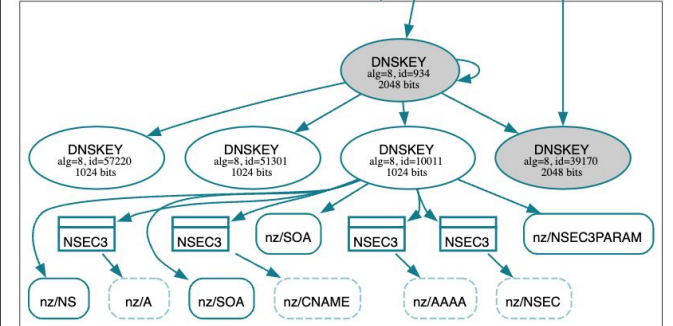 DNSKEY
alg=8, id=934
2048 bits
DNSKEY
alg=8, id=57220
1024 bits
DNSKEY
alg=8, id=51301
1024 bits
DNSKEY
alg=8, id=10011
1024 bits
DNSKEY
alg=8, id=39170
2048 bits
NSEC3
NSEC3
nz/SOA
NSEC3
NSEC3
nz/NSEC3PARAM
nz/NS
nz/A
nz/SOA
nz/CNAME
nz/AAAA
nz/NSEC